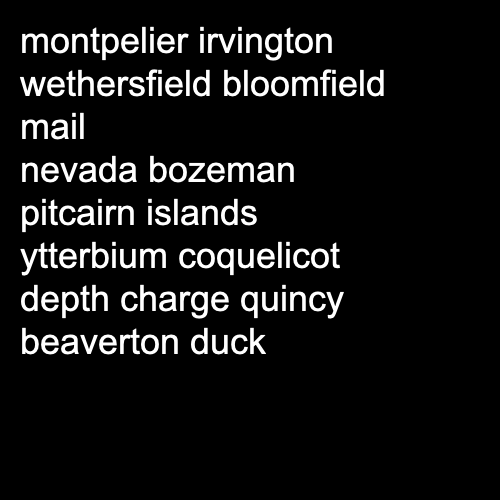 montpelier irvington
wethersfield bloomfield
mail
nevada bozeman
pitcairn islands
ytterbium coquelicot
depth charge quincy
beaverton duck